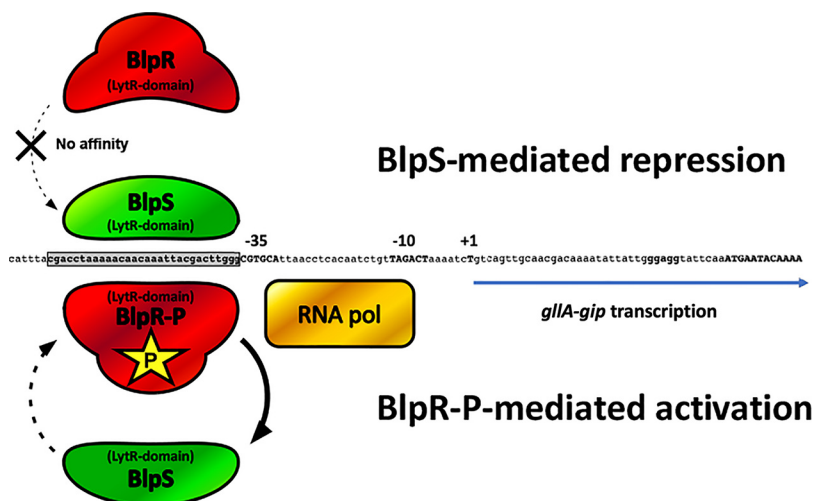 BlpR
(LytR-domain)
No affinity
BlpS-mediated repression
BlpS
(LytR-domain)
-35
-10
+1
catttacgacctaaaaacaacaaattacgacttgggCGTGCAttaacctcacaatctgtTAGACTaaaatcTgtcagttgcaacgacaaaatattattgggaggtattcaaATGAATACAAAA
(LytR-domain)
BlpR-P
P
RNA pol
gllA-gip transcription
BlpR-P-mediated activation
(LytR-domain)
BlpS